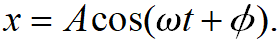 x = A cos(ωt + ϕ).